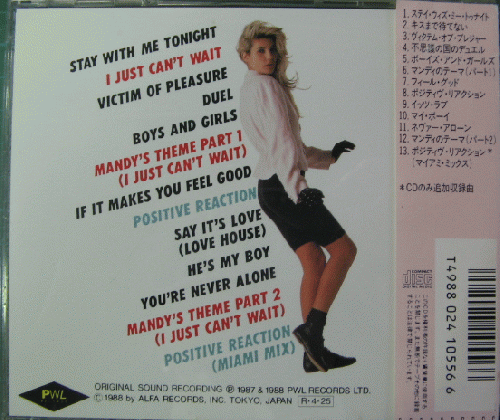 STAY WITH ME TONIGHT
I JUST CAN'T WAIT
VICTIM OF PLEASURE
DUEL
BOYS AND GIRLS
MANDY'S THEME PART 1
(I JUST CAN'T WAIT)
IF IT MAKES YOU FEEL GOOD
POSITIVE REACTION
SAY IT'S LOVE
(LOVE HOUSE)
HE'S MY BOY
YOU'RE NEVER ALONE
MANDY'S THEME PART 2
(I JUST CAN'T WAIT)
POSITIVE REACTION
(MIAMI MIX)
PWL
ORIGINAL SOUND RECORDING ℗ 1987 & 1988 PWL RECORDS LTD.
© 1988 by ALFA RECORDS, INC. TOKYO, JAPAN R・4・25
1. ステイ・ウィズ・ミー・トゥナイト
2. キスまで待てない
3. ヴィクテム・オブ・プレジャー
4. 不思議の国のデュエル
5. ボーイズ・アンド・ガールズ
6. マンディのテーマ(パート1)
7. フィール・グッド
8. ポジティヴ・リアクション
9. イッツ・ラブ
10. マイ・ボーイ
11. ネヴァー・アローン
12. マンディのテーマ(パート2)
13. ポジティヴ・リアクション*
[マイアミ・ミックス]
*CDのみ追加収録曲
COMPACT
disc
DIGITAL AUDIO
T4988 024 105566